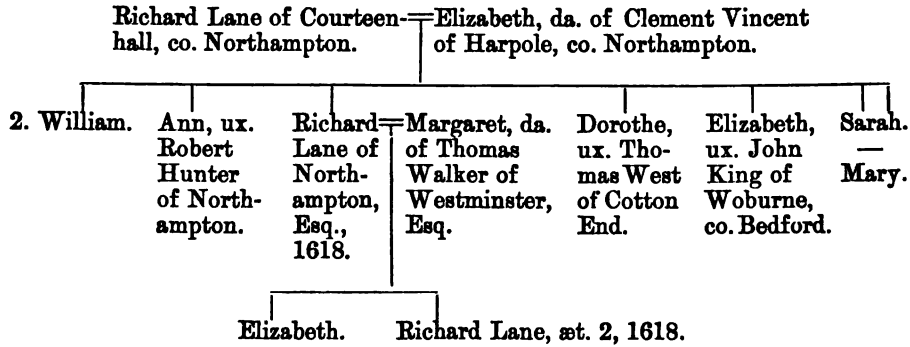 Richard Lane of Courteen-
hall, co. Northampton.
Elizabeth, da. of Clement Vincent
of Harpole, co. Northampton.
2. William.
Ann, ux.
Robert
Hunter
of North-
ampton.
Richard
Lane of
North-
ampton,
Esq.,
1618.
Margaret, da.
of Thomas
Walker of
Westminster,
Esq.
Dorothe,
ux. Tho-
mas West
of Cotton
End.
Elizabeth,
ux. John
King of
Woburne,
co. Bedford.
Sarah.
—
Mary.
Elizabeth.
Richard Lane, æt. 2, 1618.